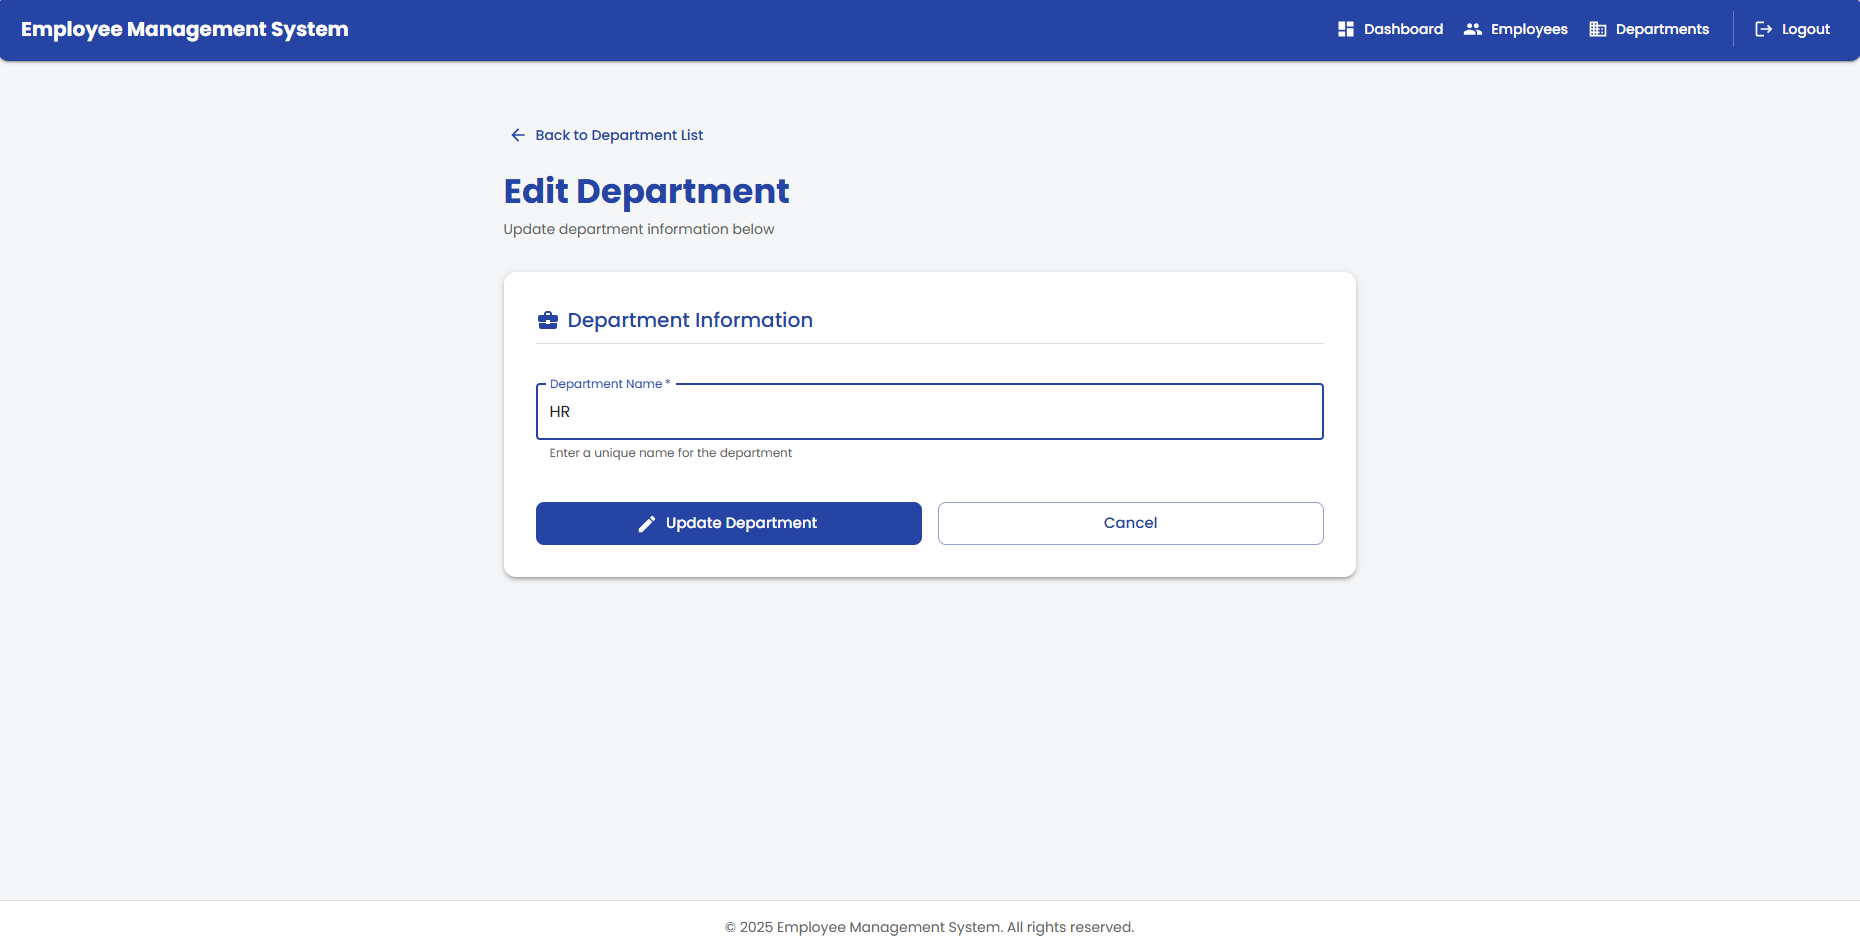 Employee Management System
Dashboard
Employees
Departments
Logout
Back to Department List
Edit Department
Update department information below
Department Information
Department Name *
HR
Enter a unique name for the department
Update Department
Cancel
© 2025 Employee Management System. All rights reserved.